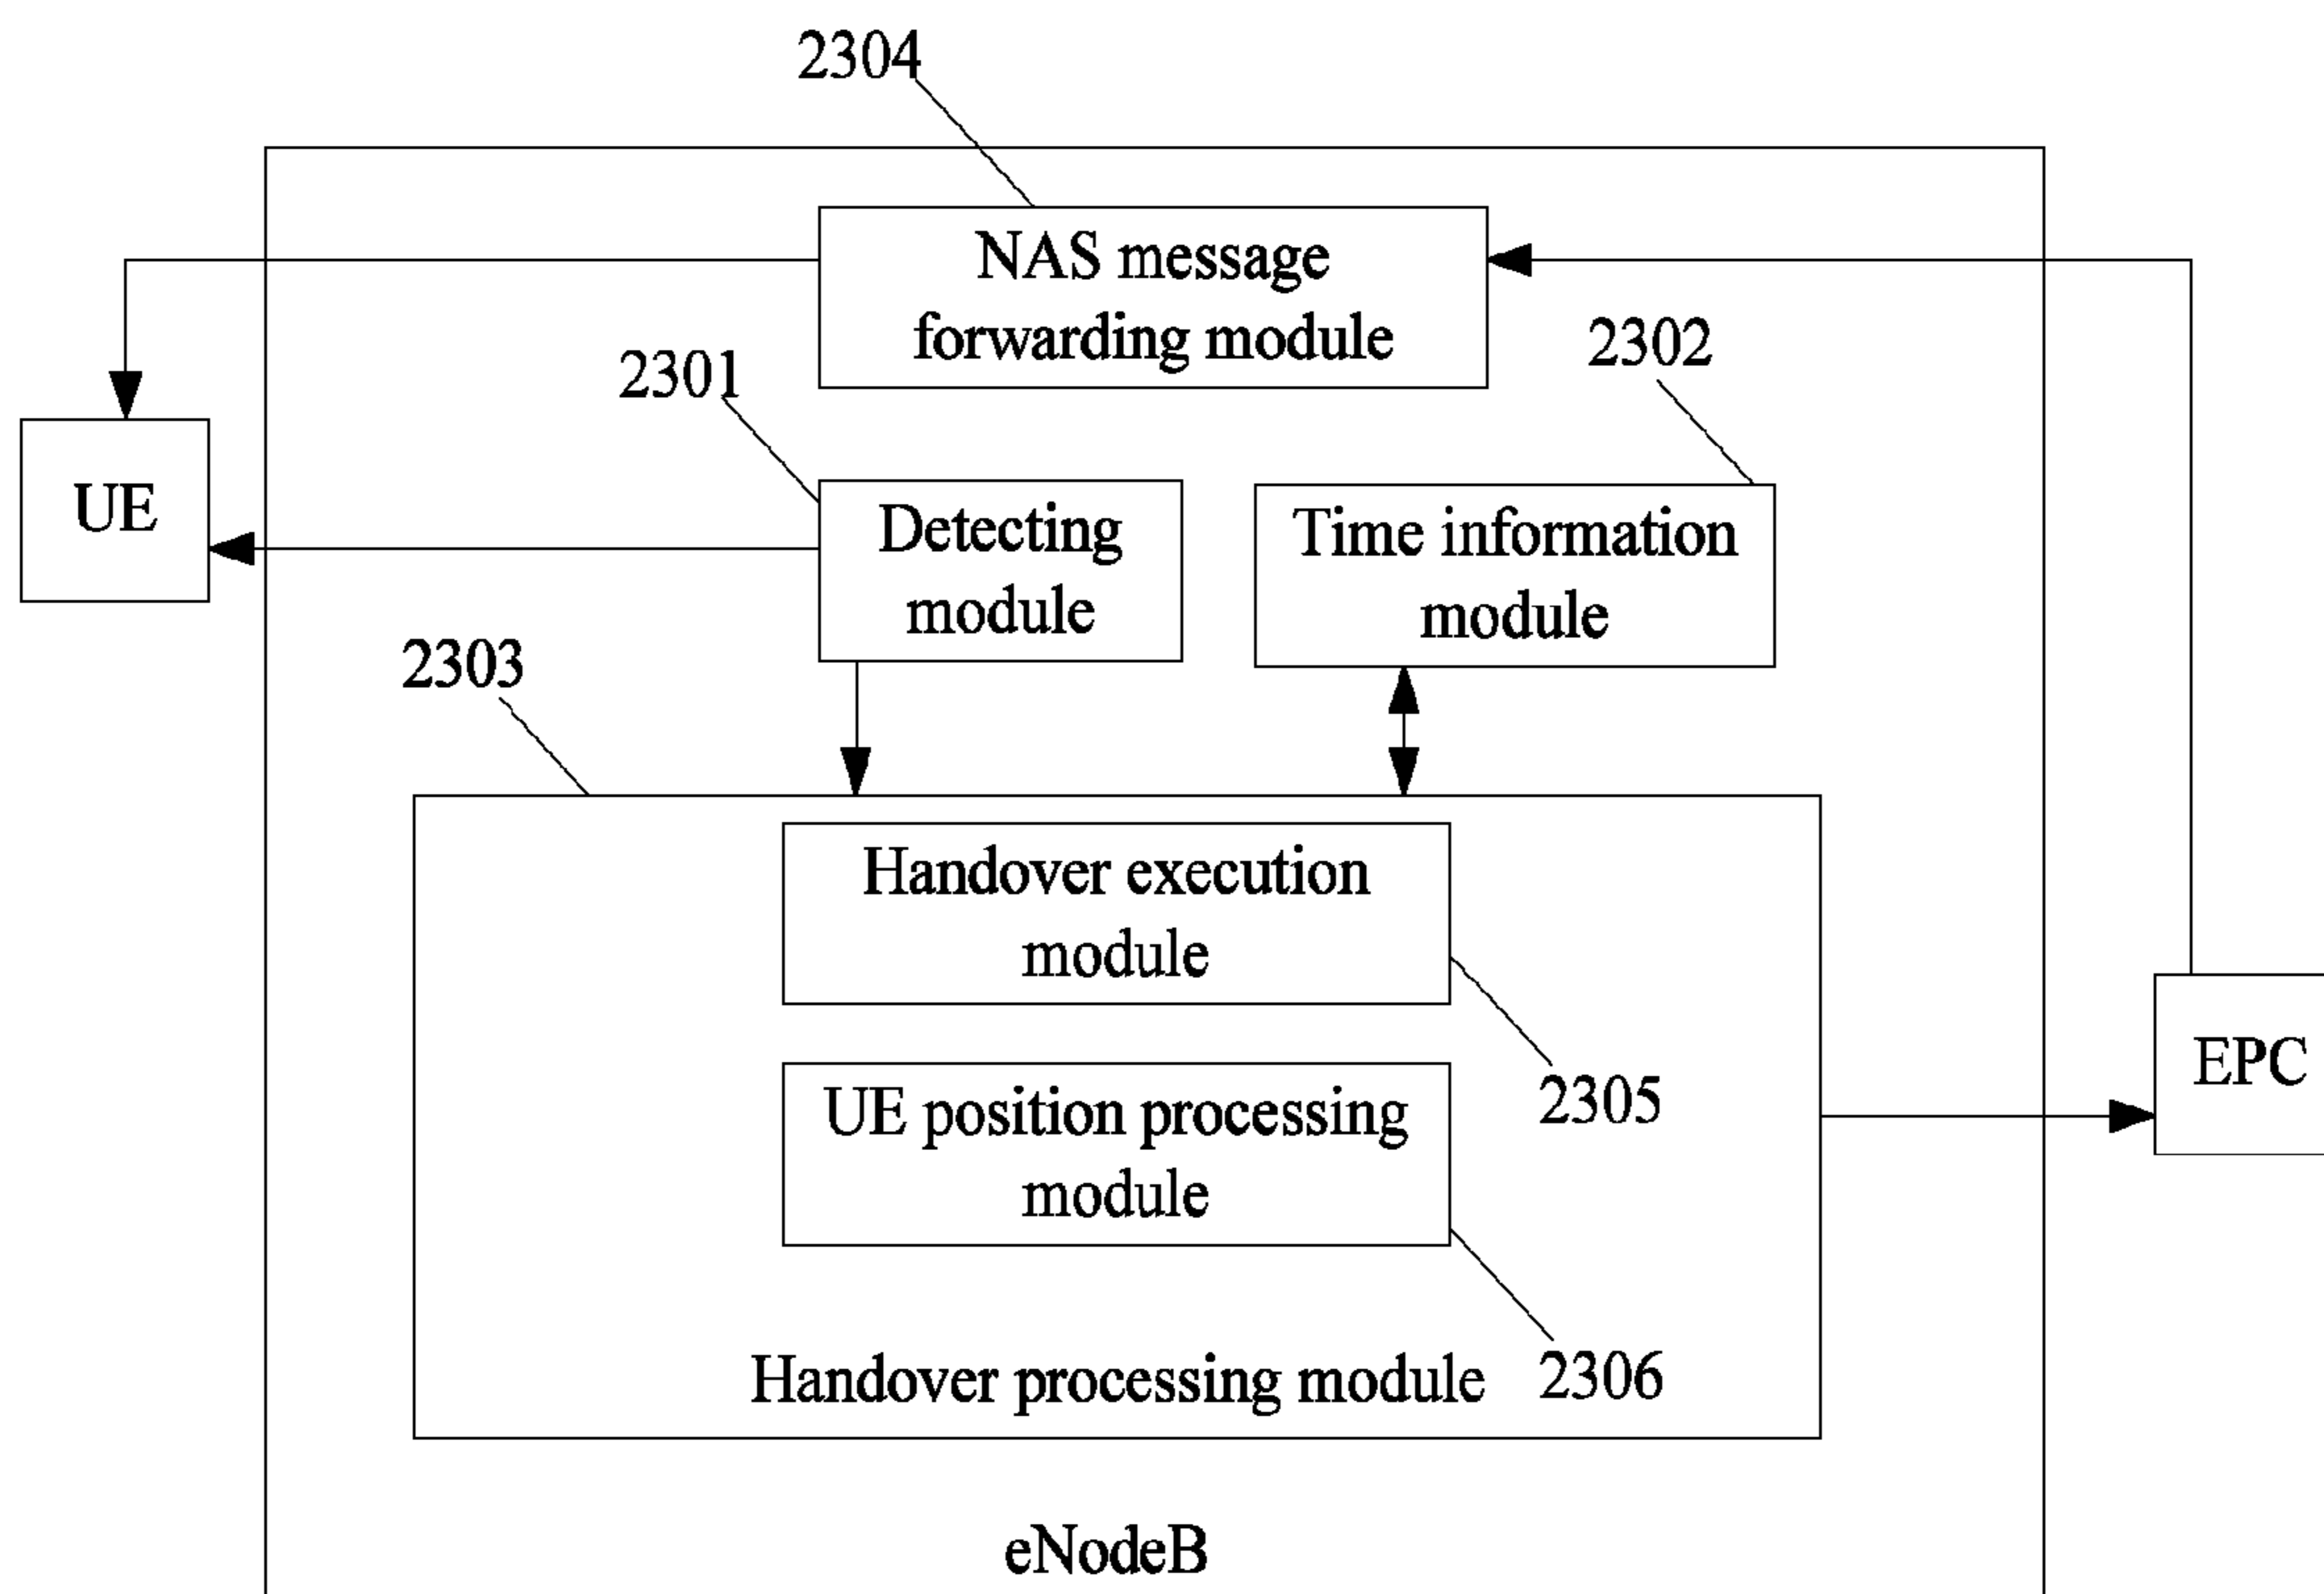 2304
NAS message
forwarding module
2301
2302
UE
Detecting
module
Time information
module
2303
Handover execution
module
2305
EPC
UE position processing
module
Handover processing module
2306
eNodeB